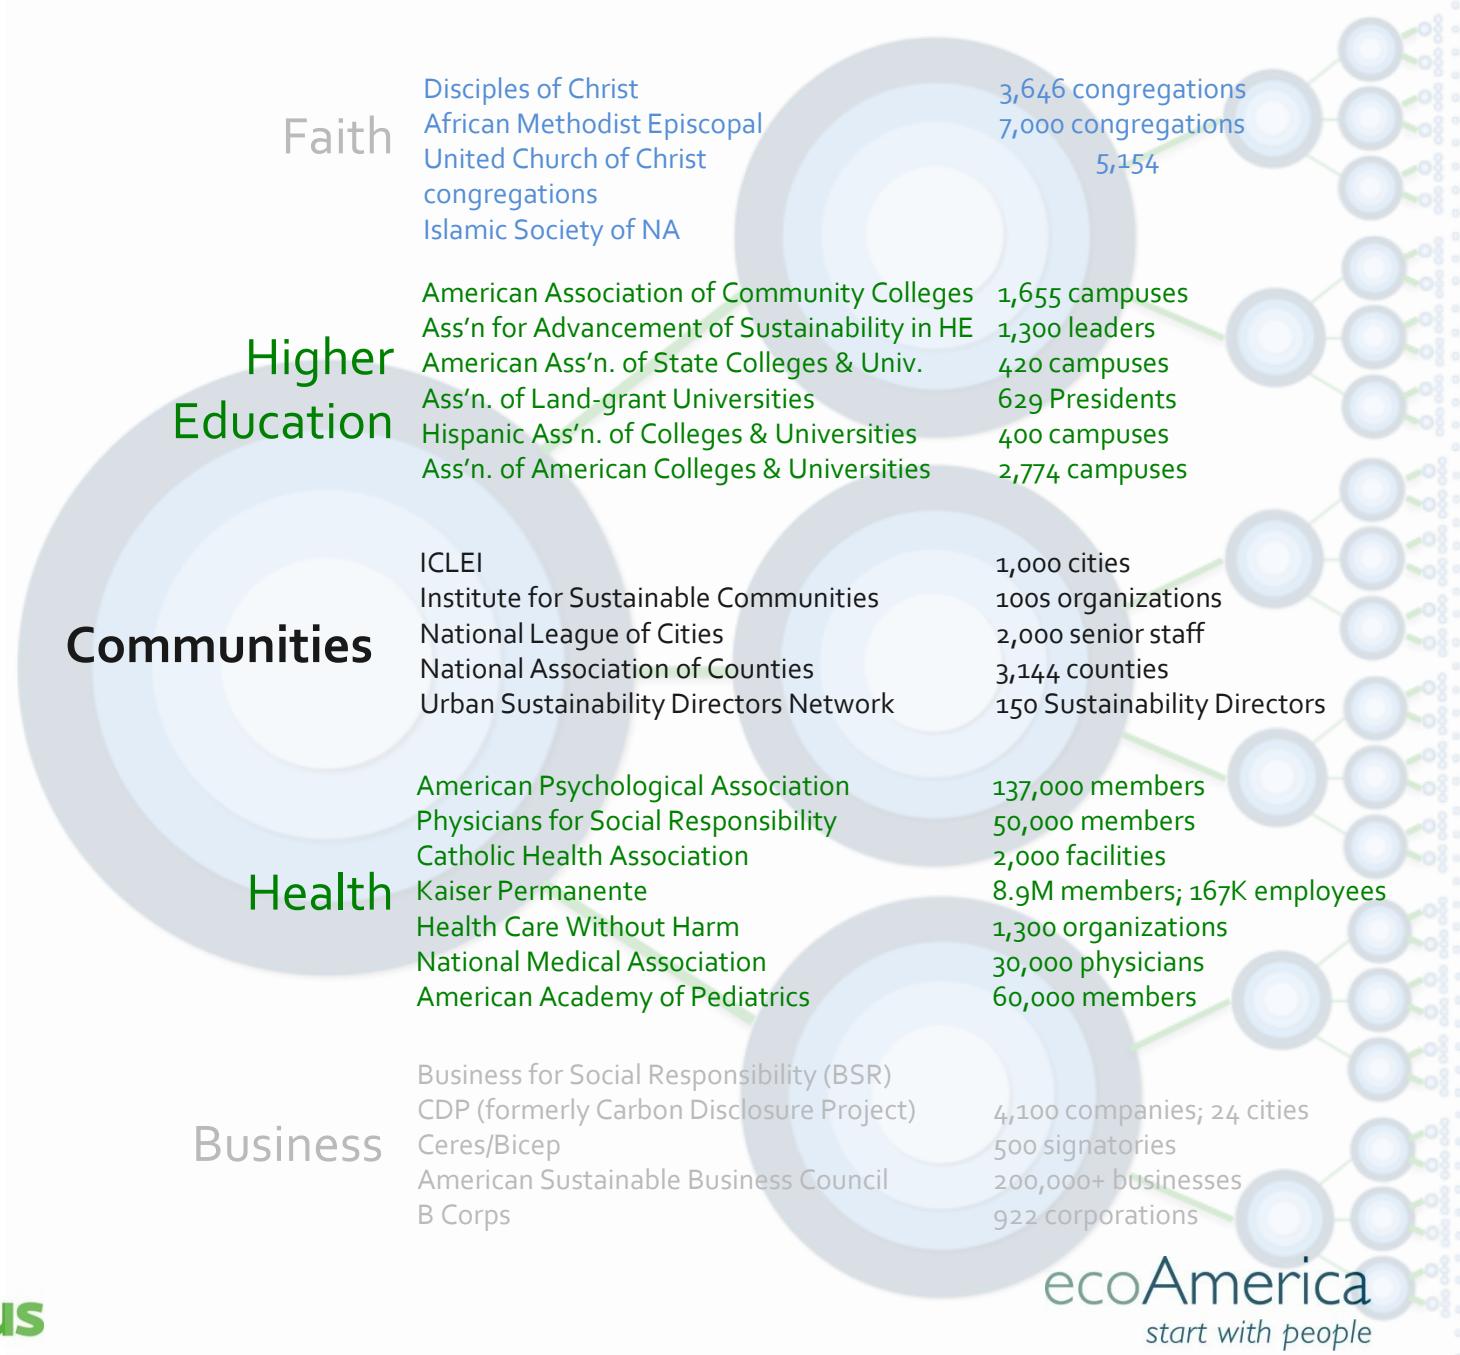 Faith
Disciples of Christ 3,646 congregations
African Methodist Episcopal 7,000 congregations
United Church of Christ 5,154
congregations
Islamic Society of NA
Higher
Education
American Association of Community Colleges 1,655 campuses
Ass’n for Advancement of Sustainability in HE 1,300 leaders
American Ass’n. of State Colleges & Univ. 420 campuses
Ass’n. of Land-grant Universities 629 Presidents
Hispanic Ass’n. of Colleges & Universities 400 campuses
Ass’n. of American Colleges & Universities 2,774 campuses
Communities
ICLEI 1,000 cities
Institute for Sustainable Communities 100s organizations
National League of Cities 2,000 senior staff
National Association of Counties 3,144 counties
Urban Sustainability Directors Network 150 Sustainability Directors
Health
American Psychological Association 137,000 members
Physicians for Social Responsibility 50,000 members
Catholic Health Association 2,000 facilities
Kaiser Permanente 8.9M members; 167K employees
Health Care Without Harm 1,300 organizations
National Medical Association 30,000 physicians
American Academy of Pediatrics 60,000 members
Business
Business for Social Responsibility (BSR)
CDP (formerly Carbon Disclosure Project) 4,100 companies; 24 cities
Ceres/Bicep 500 signatories
American Sustainable Business Council 200,000+ businesses
B Corps 922 corporations
ecoAmerica
start with people